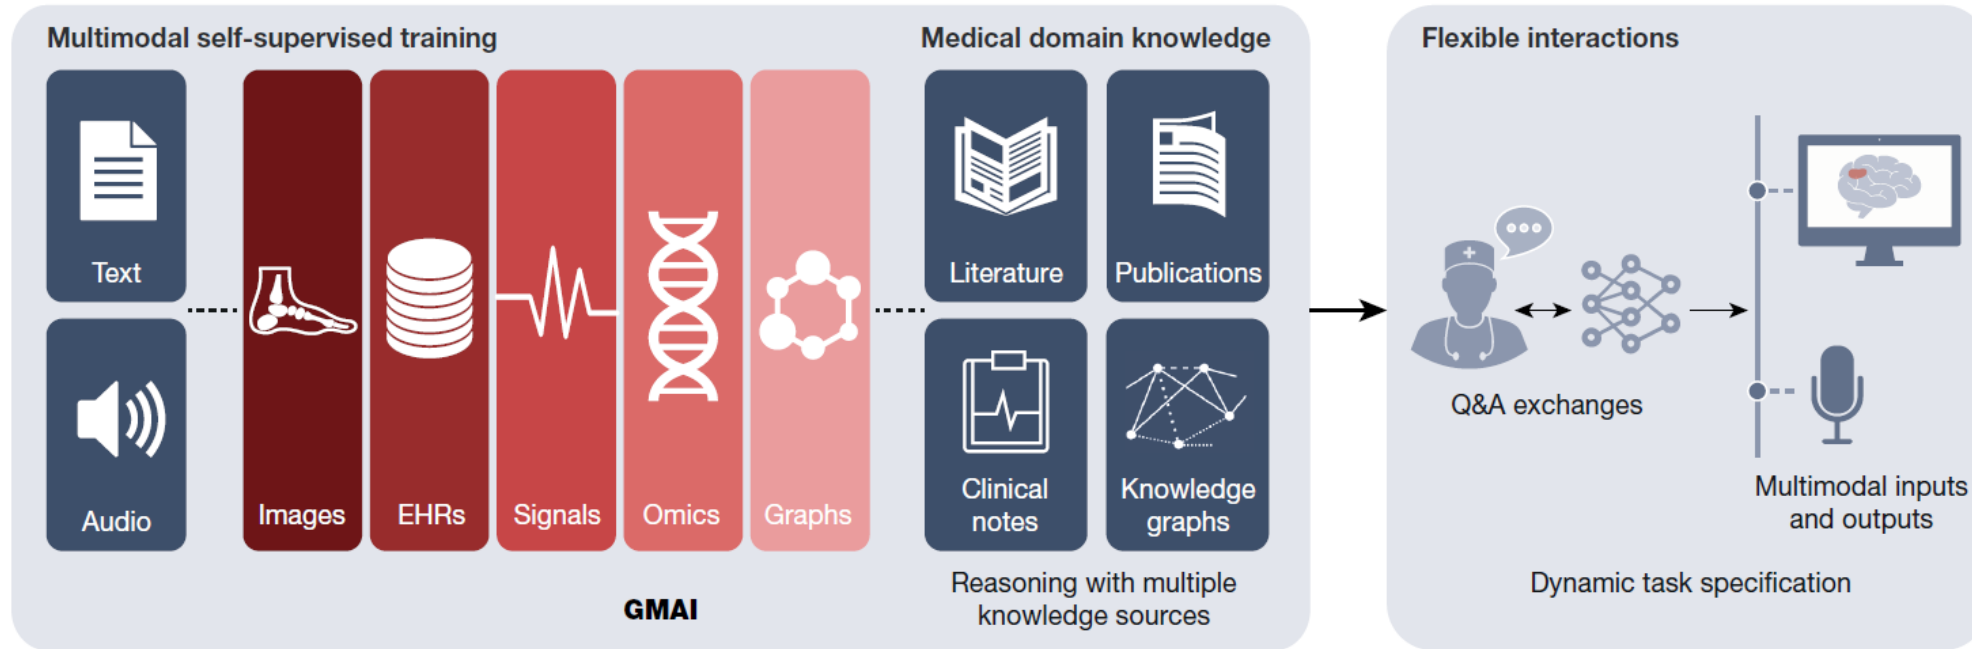 Multimodal self-supervised training
Text
Audio
Images
EHRs
Signals
Omics
Graphs
GMAI
Medical domain knowledge
Literature
Publications
Clinical
notes
Knowledge
graphs
Reasoning with multiple
knowledge sources
Flexible interactions
Q&A exchanges
Multimodal inputs
and outputs
Dynamic task specification